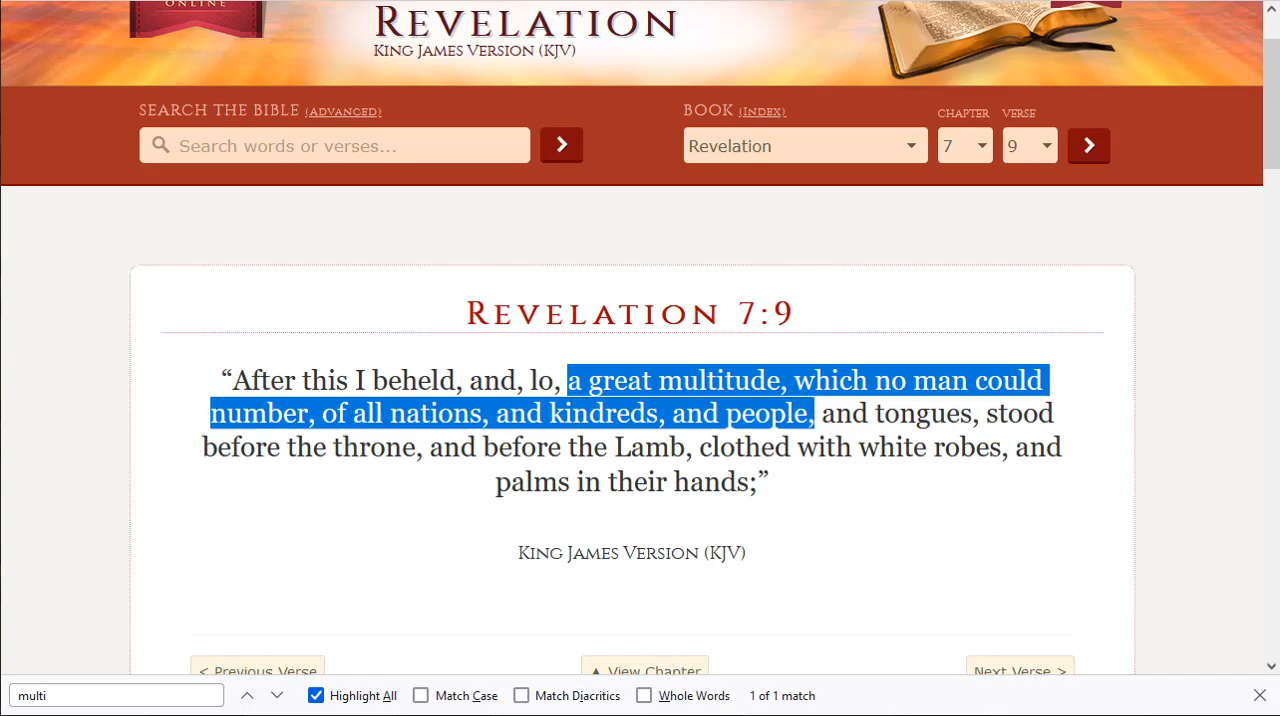 ONLINE
REVELATION
KING JAMES VERSION (KJV)
SEARCH THE BIBLE (ADVANCED)
BOOK (INDEX) CHAPTER VERSE
Search words or verses...
Revelation 7 9
REVELATION 7:9
“After this I beheld, and, lo, a great multitude, which no man could
number, of all nations, and kindreds, and people, and tongues, stood
before the throne, and before the Lamb, clothed with white robes, and
palms in their hands;”
KING JAMES VERSION (KJV)
< Previous Verse ▲ View Chapter Next Verse >
multi Highlight All Match Case Match Diacritics Whole Words 1 of 1 match